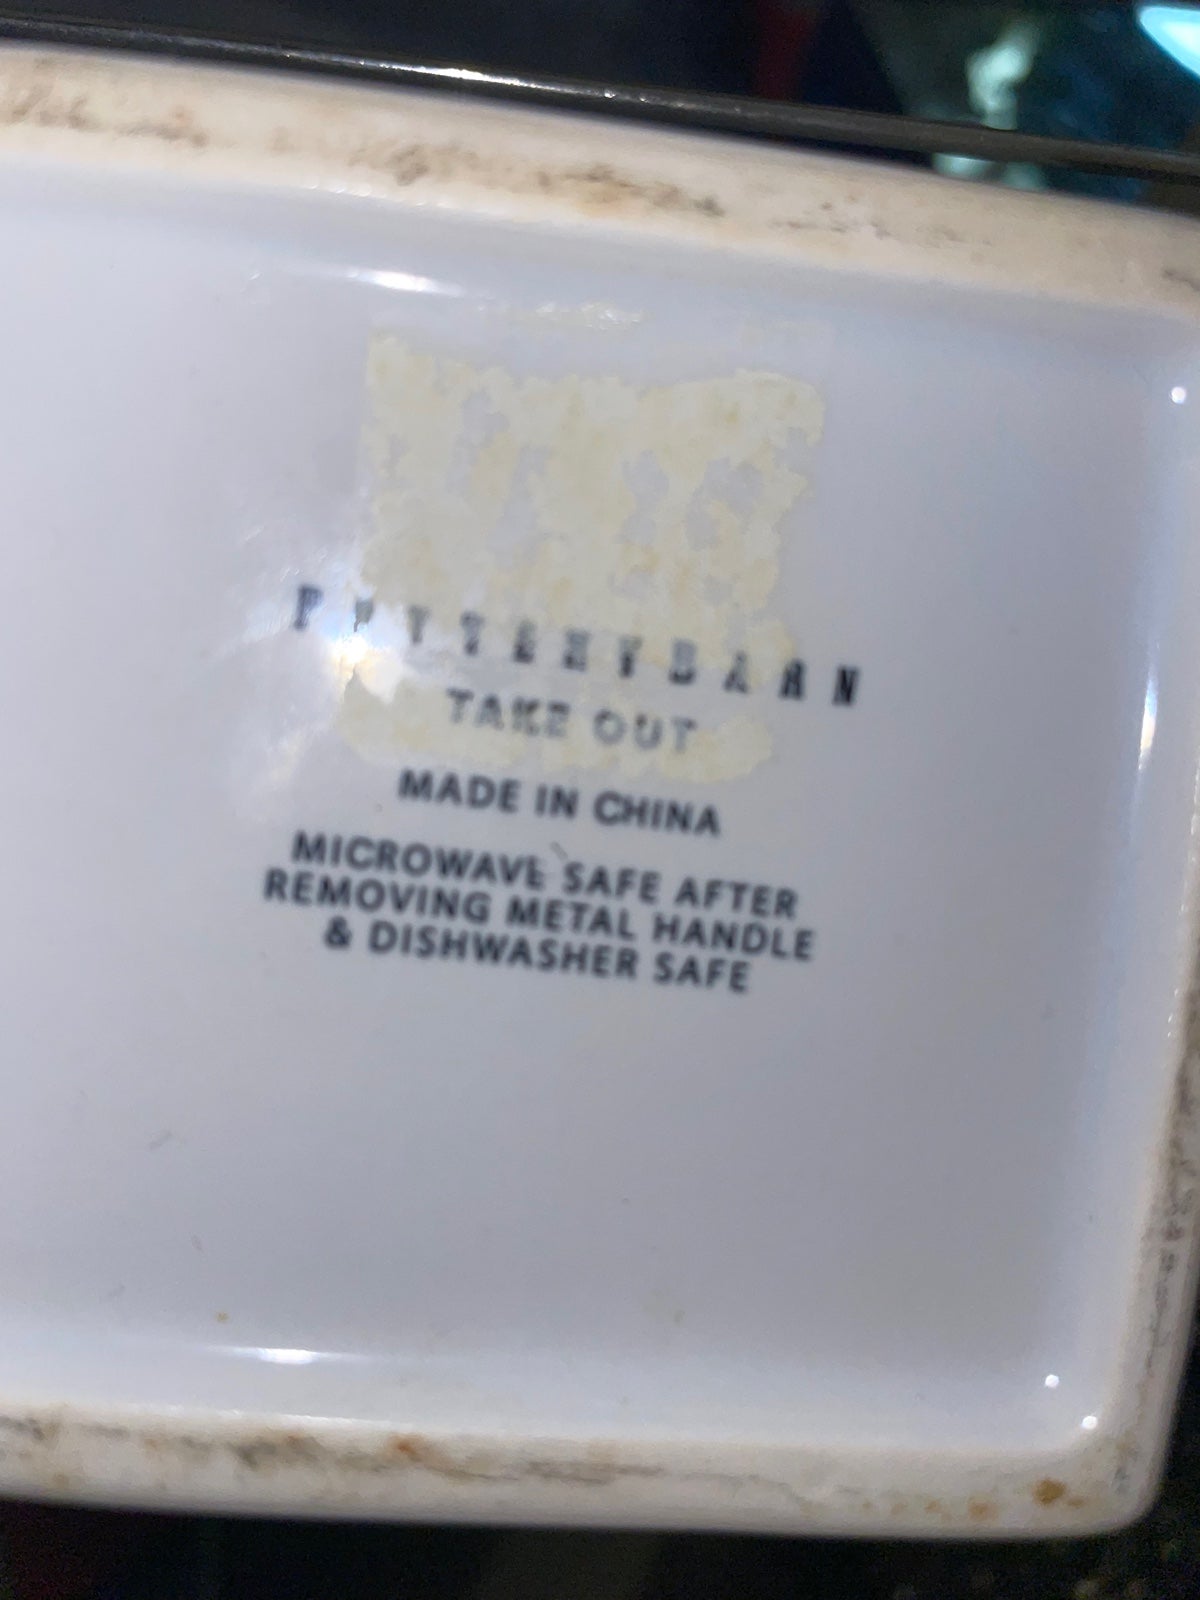 POTTERYBARN
TAKE OUT
MADE IN CHINA
MICROWAVE SAFE AFTER
REMOVING METAL HANDLE
& DISHWASHER SAFE